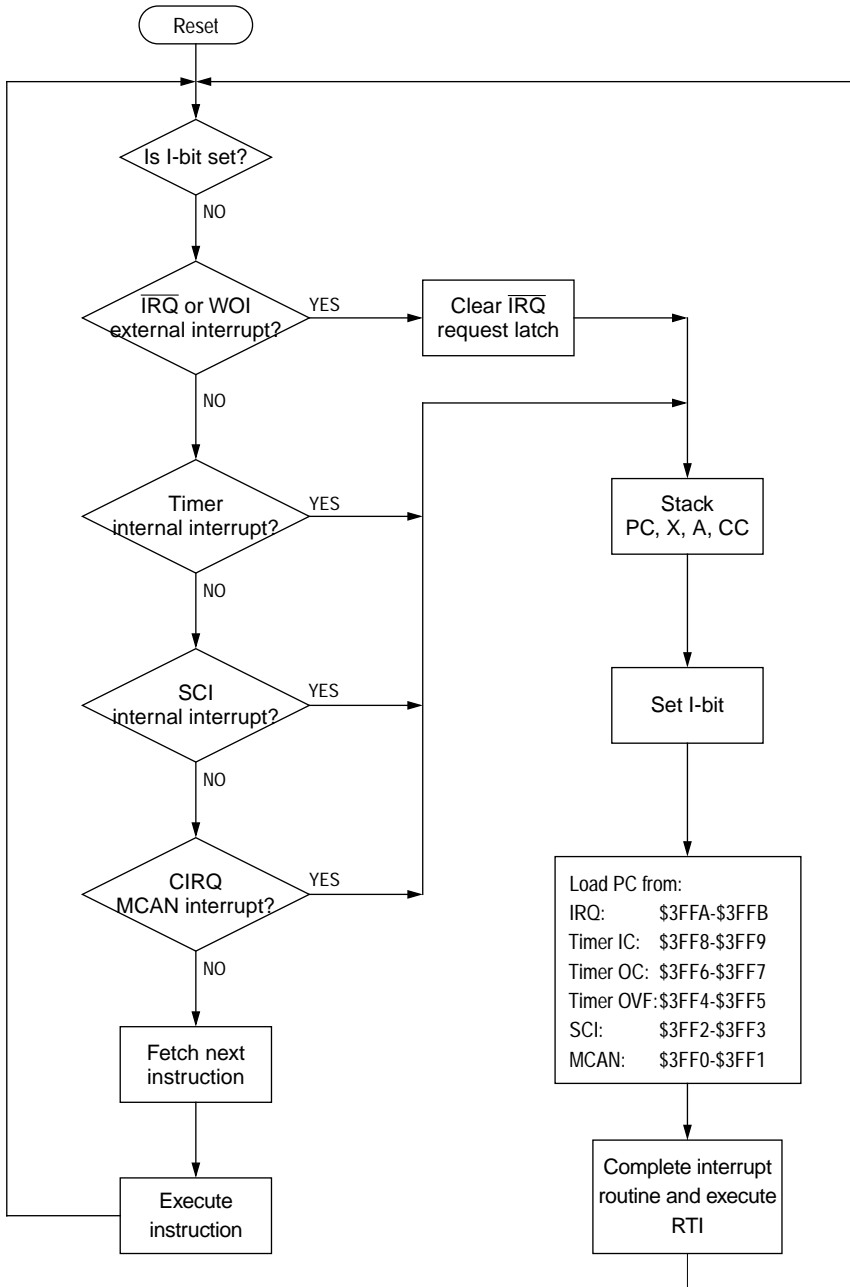 Reset
Is I-bit set?
NO
IRQ or WOI
external interrupt?
YES
Clear IRQ
request latch
NO
Timer
internal interrupt?
YES
Stack
PC, X, A, CC
NO
SCI
internal interrupt?
YES
Set I-bit
NO
CIRQ
MCAN interrupt?
YES
Load PC from:
IRQ: $3FFA-$3FFB
Timer IC: $3FF8-$3FF9
Timer OC: $3FF6-$3FF7
Timer OVF:$3FF4-$3FF5
SCI: $3FF2-$3FF3
MCAN: $3FF0-$3FF1
NO
Fetch next
instruction
Execute
instruction
Complete interrupt
routine and execute
RTI